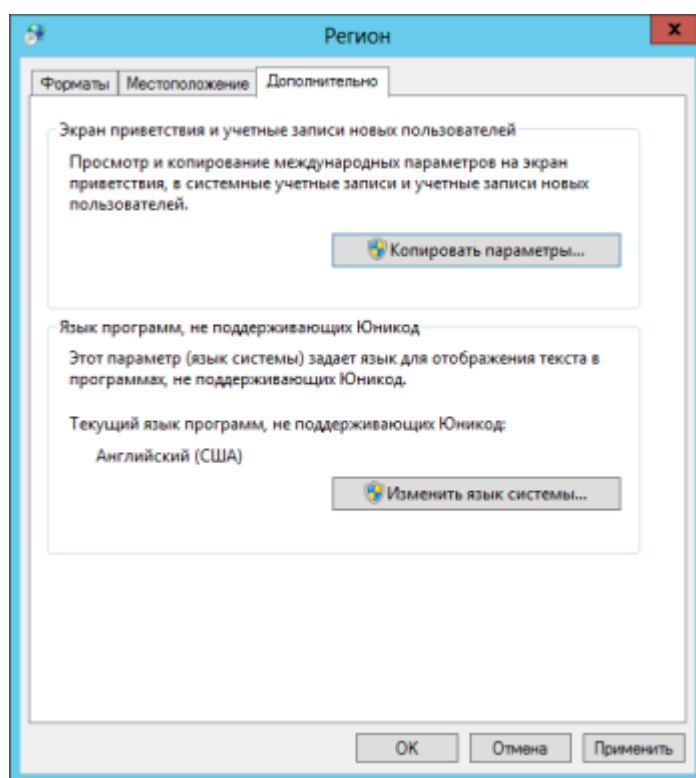 Регион
Форматы Местоположение Дополнительно
Экран приветствия и учетные записи новых пользователей
Просмотр и копирование международных параметров на экран
приветствия, в системные учетные записи и учетные записи новых
пользователей.
Копировать параметры...
Язык программ, не поддерживающих Юникод
Этот параметр (язык системы) задает язык для отображения текста в
программах, не поддерживающих Юникод.
Текущий язык программ, не поддерживающих Юникод:
Английский (США)
Изменить язык системы...
ОК Отмена Применить